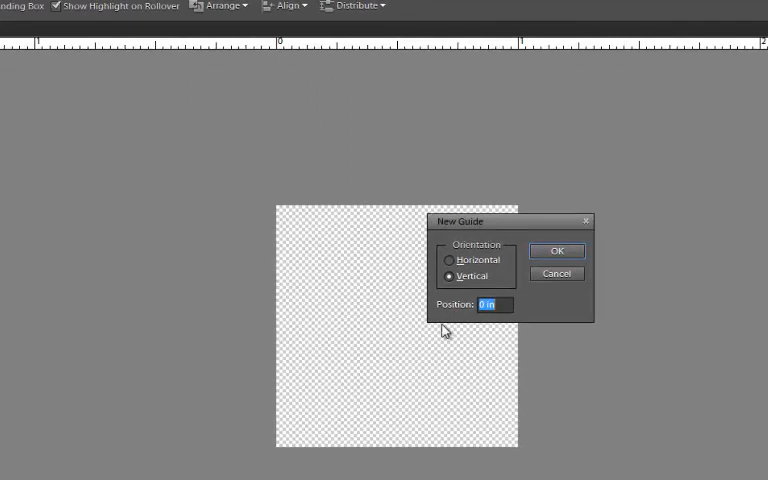 nding Box Show Highlight on Rollover Arrange Align Distribute
1 0 1 2
New Guide x
Orientation
Horizontal
Vertical
OK
Cancel
Position: 0 in